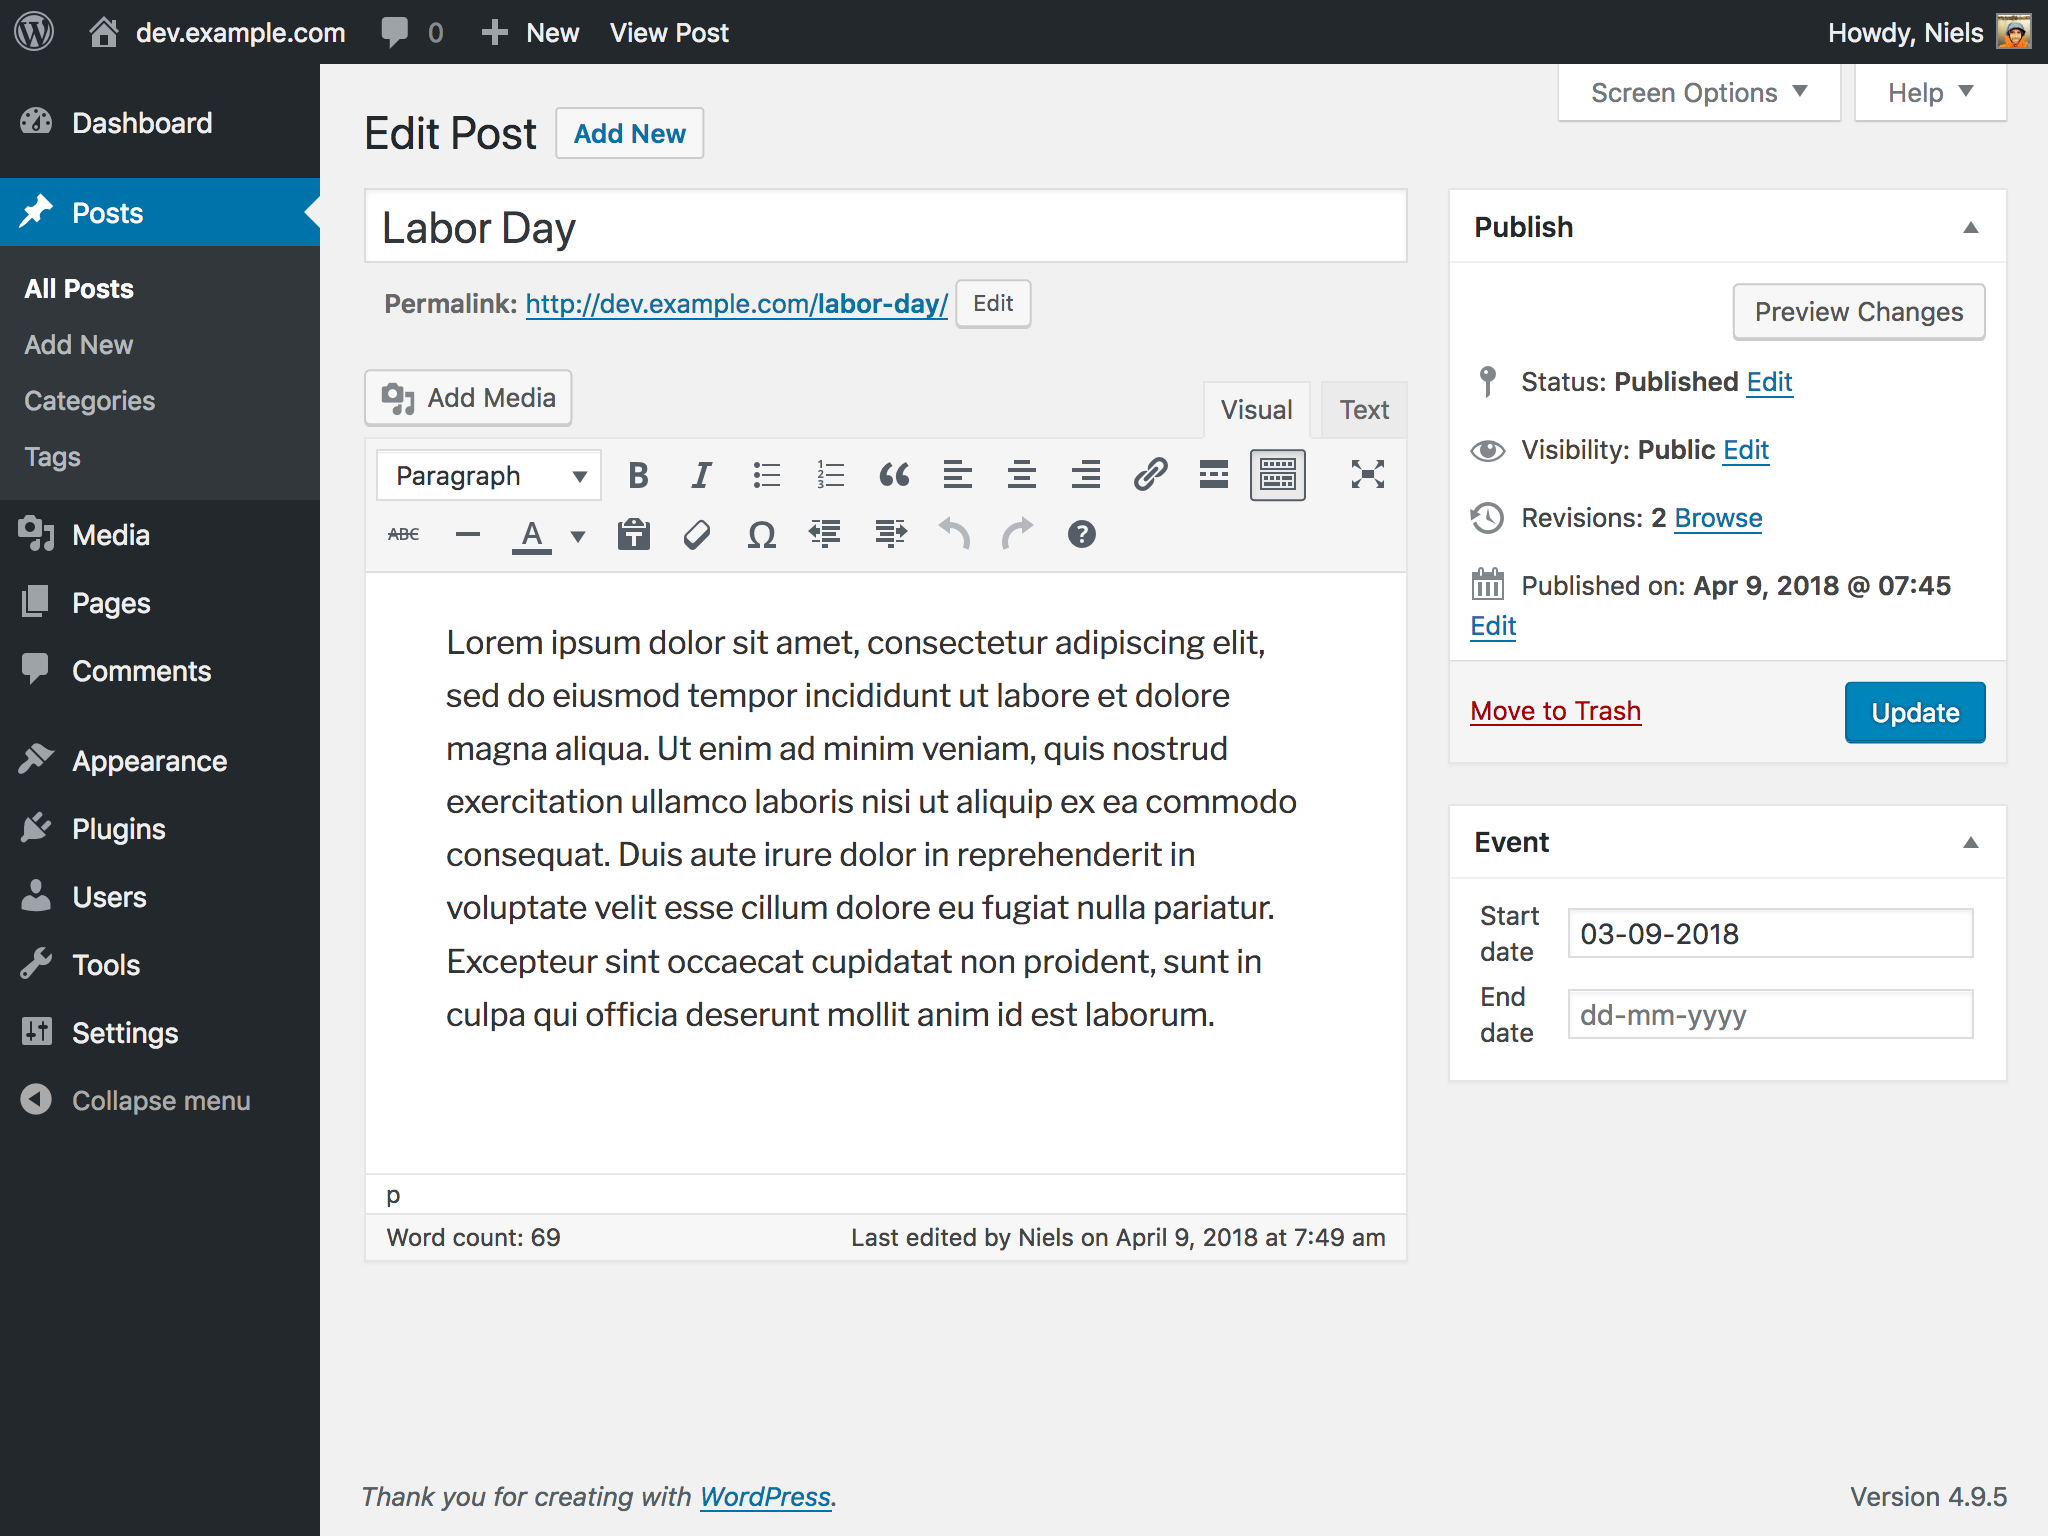 dev.example.com 0 New View Post Howdy, Niels
Screen Options Help
Dashboard
Posts
All Posts
Add New
Categories
Tags
Media
Pages
Comments
Appearance
Plugins
Users
Tools
Settings
Collapse menu
Edit Post Add New
Labor Day
Permalink: http://dev.example.com/labor-day/ Edit
Add Media
Visual Text
Paragraph B I
ABC A
Lorem ipsum dolor sit amet, consectetur adipiscing elit,
sed do eiusmod tempor incididunt ut labore et dolore
magna aliqua. Ut enim ad minim veniam, quis nostrud
exercitation ullamco laboris nisi ut aliquip ex ea commodo
consequat. Duis aute irure dolor in reprehenderit in
voluptate velit esse cillum dolore eu fugiat nulla pariatur.
Excepteur sint occaecat cupidatat non proident, sunt in
culpa qui officia deserunt mollit anim id est laborum.
p
Word count: 69 Last edited by Niels on April 9, 2018 at 7:49 am
Publish
Preview Changes
Status: Published Edit
Visibility: Public Edit
Revisions: 2 Browse
Published on: Apr 9, 2018 @ 07:45
Edit
Move to Trash Update
Event
Start
date
03-09-2018
End
date
dd-mm-yyyy
Thank you for creating with WordPress. Version 4.9.5